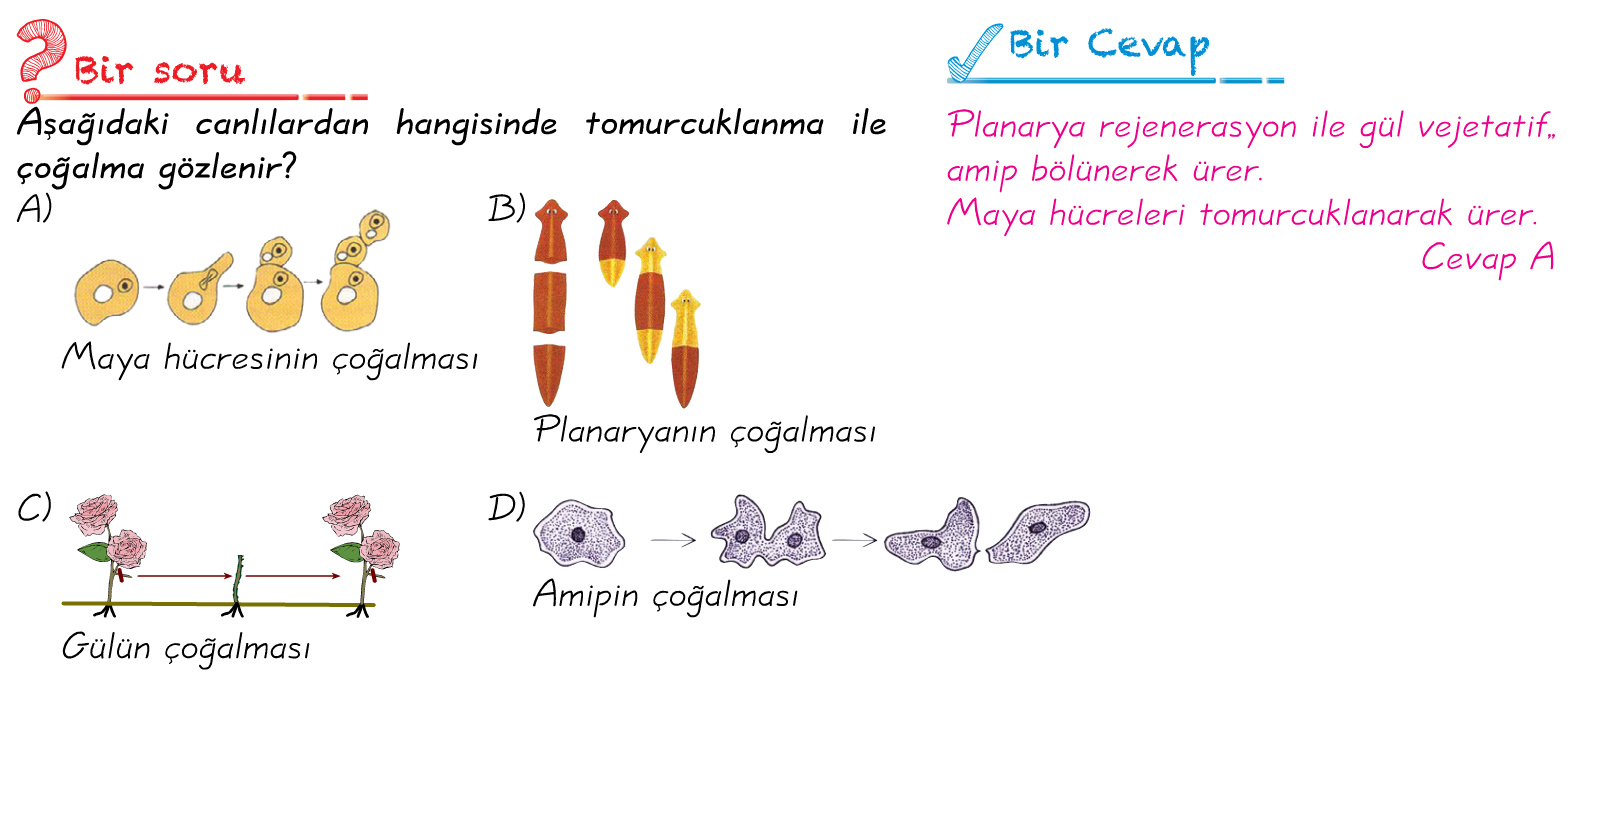 Bir soru
Aşağıdaki canlılardan hangisinde tomurcuklanma ile
çoğalma gözlenir?
A)
Maya hücresinin çoğalması
B)
Planaryanın çoğalması
C)
Gülün çoğalması
D)
Amipin çoğalması
Bir Cevap
Planarya rejenerasyon ile gül vejetatif,,
amip bölünerek ürer.
Maya hücreleri tomurcuklanarak ürer.
Cevap A